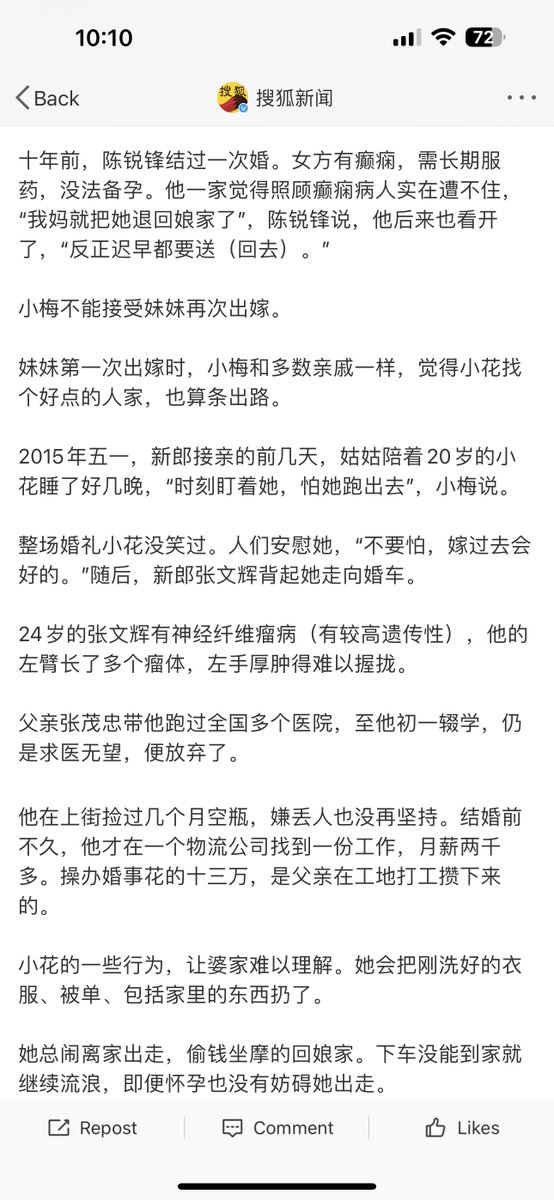 10:10
72
Back
搜狐
搜狐新闻
十年前，陈锐锋结过一次婚。女方有癫痫，需长期服
药，没法备孕。他一家觉得照顾癫痫病人实在遭不住，
“我妈就把她退回娘家了”，陈锐锋说，他后来也看开
了，“反正迟早都要送（回去）。”
小梅不能接受妹妹再次出嫁。
妹妹第一次出嫁时，小梅和多数亲戚一样，觉得小花找
个好点的人家，也算条出路。
2015年五一，新郎接亲的前几天，姑姑陪着20岁的小
花睡了好几晚，“时刻盯着她，怕她跑出去”，小梅说。
整场婚礼小花没笑过。人们安慰她，“不要怕，嫁过去会
好的。”随后，新郎张文辉背起她走向婚车。
24岁的张文辉有神经纤维瘤病（有较高遗传性），他的
左臂长了多个瘤体，左手厚肿得难以握拢。
父亲张茂忠带他跑过全国多个医院，至他初一辍学，仍
是求医无望，便放弃了。
他在上街捡过几个月空瓶，嫌丢人也没再坚持。结婚前
不久，他才在一个物流公司找到一份工作，月薪两千
多。操办婚事花的十三万，是父亲在工地打工攒下来
的。
小花的一些行为，让婆家难以理解。她会把刚洗好的衣
服、被单、包括家里的东西扔了。
她总闹离家出走，偷钱坐摩的回娘家。下车没能到家就
继续流浪，即便怀孕也没有妨碍她出走。
Repost
Comment
Likes